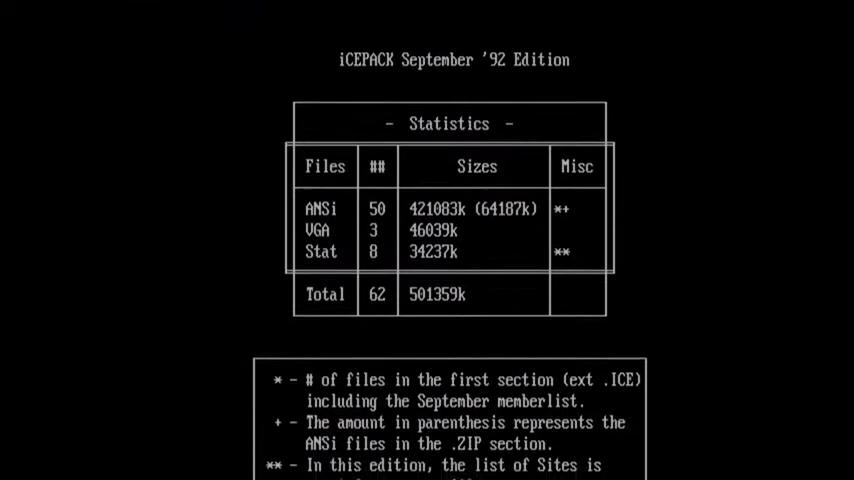 iCEPACK September '92 Edition
- Statistics -
Files ## Sizes Misc
ANSi 50 421083k (64187k) *+
VGA 3 46039k
Stat 8 34237k **
Total 62 501359k
* - # of files in the first section (ext .ICE)
including the September memberlist.
+ - The amount in parenthesis represents the
ANSi files in the .ZIP section.
** - In this edition, the list of Sites is